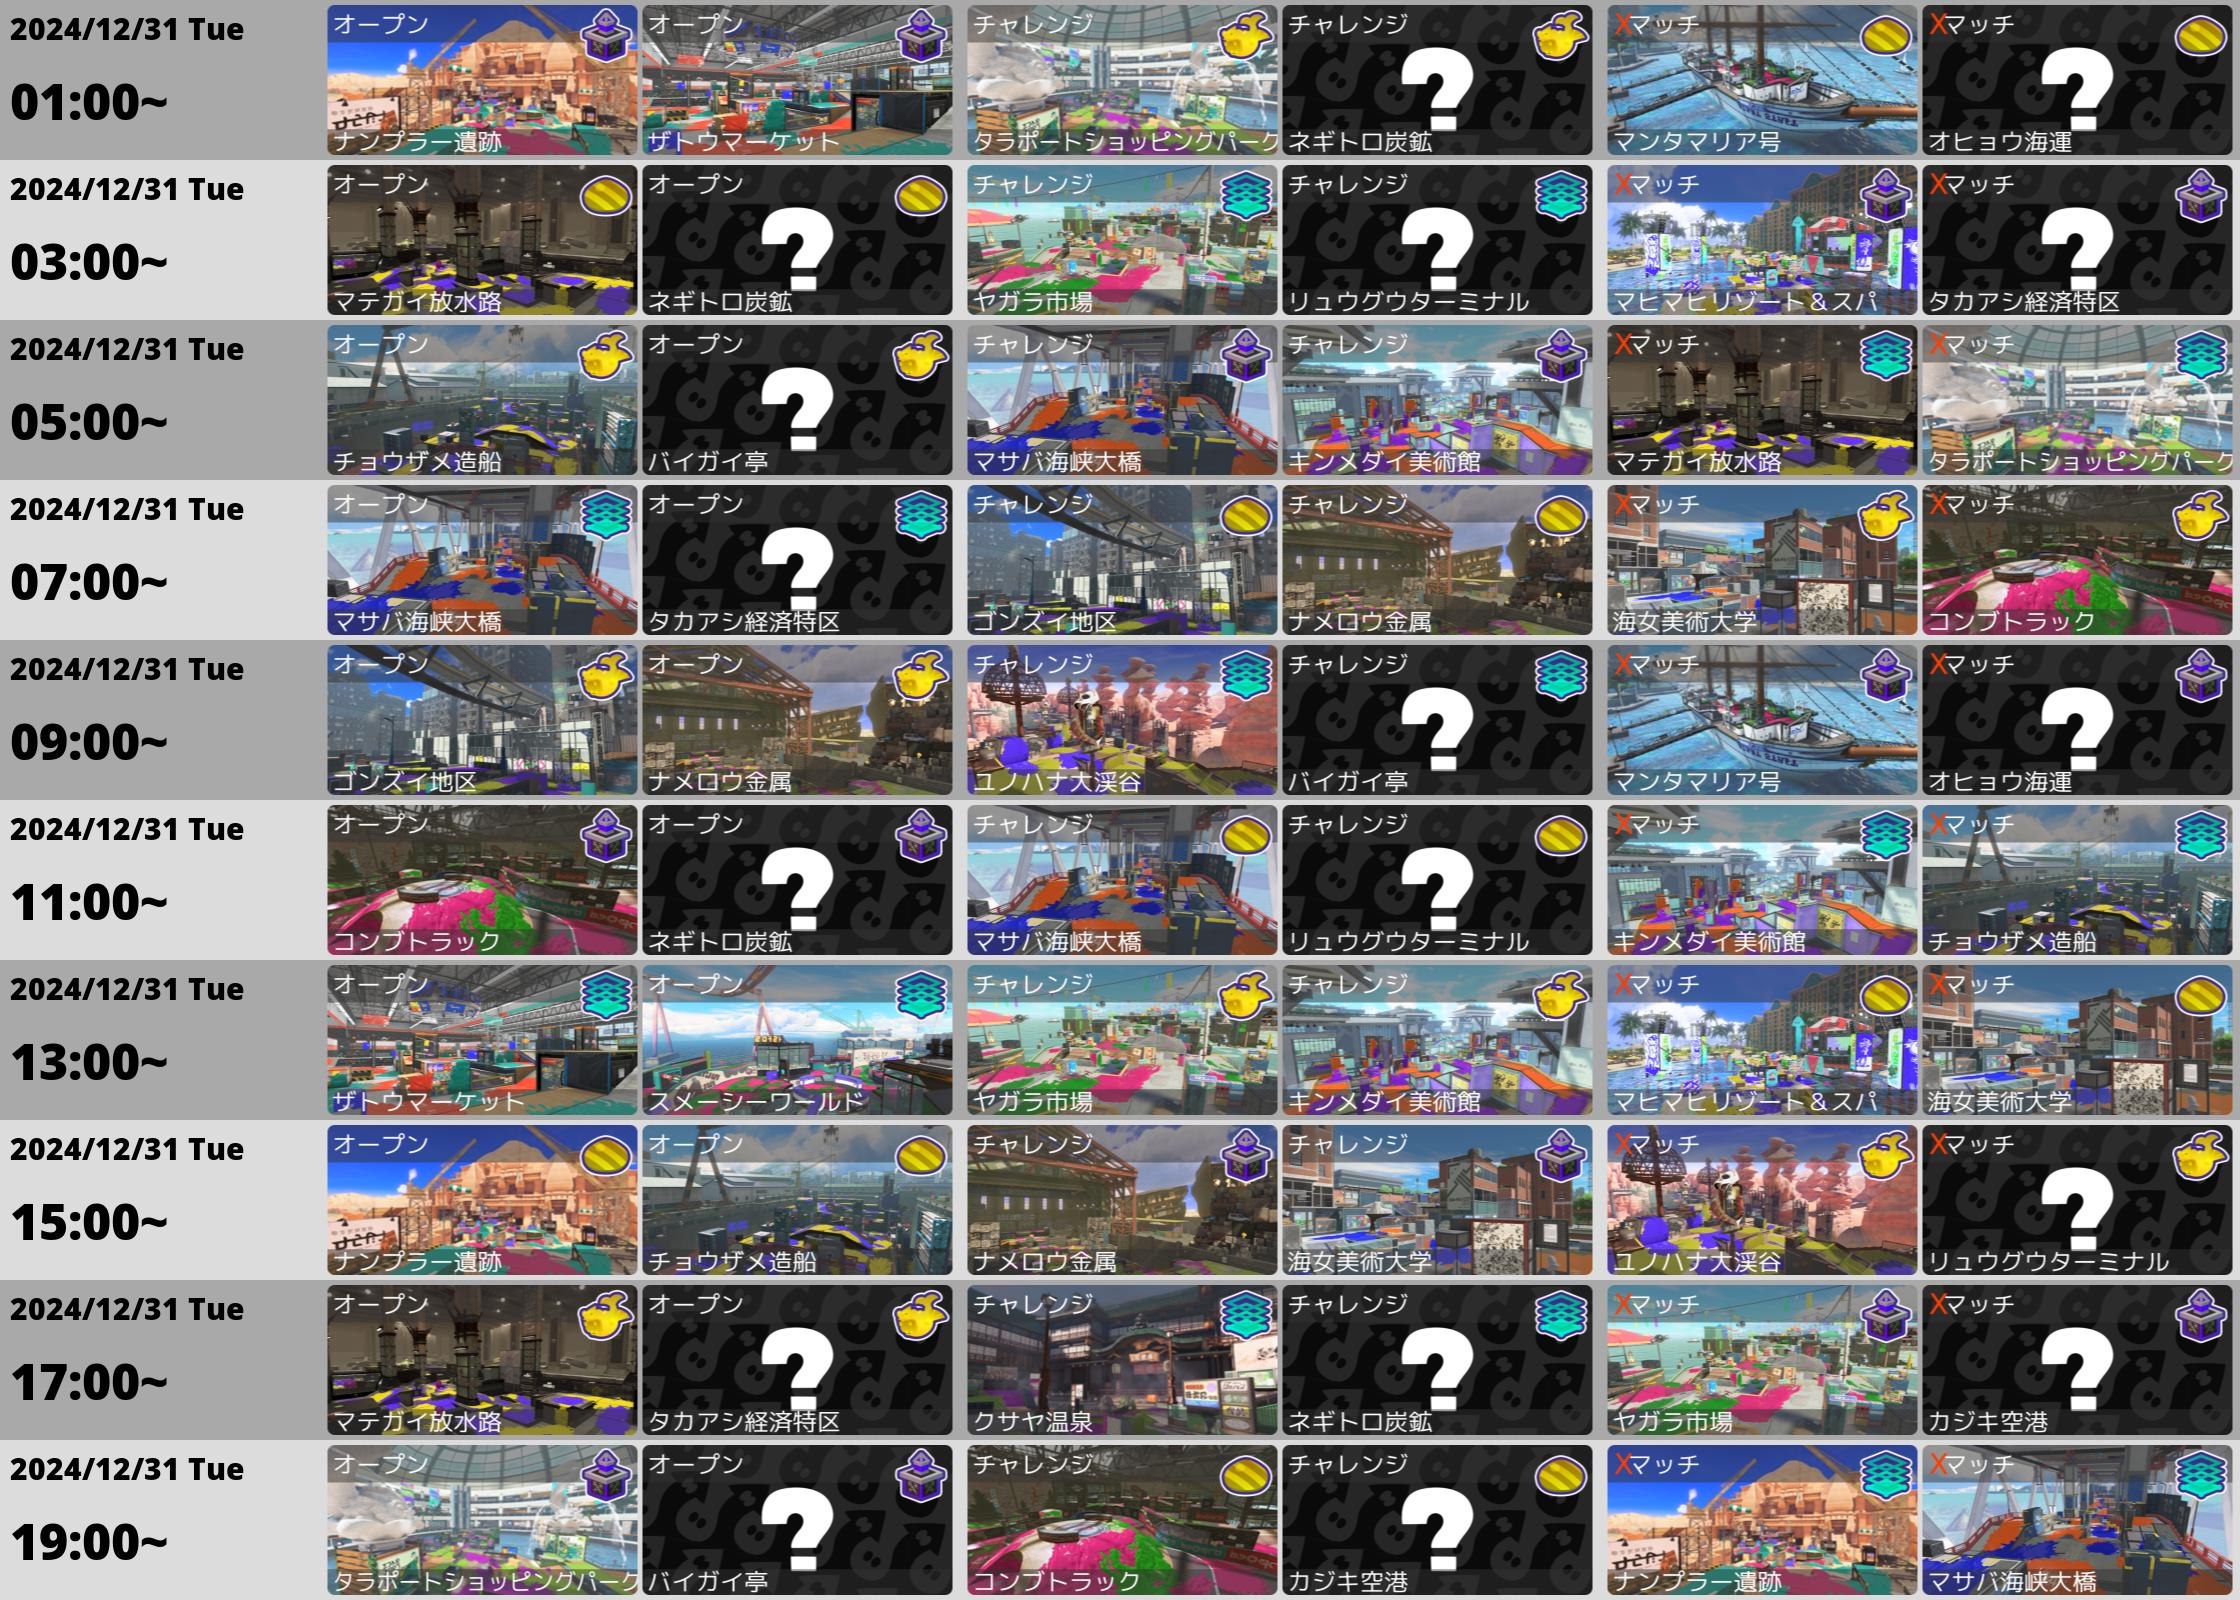 2024/12/31 Tue
01:00~
オープン
ナンプラー遺跡
オープン
ザトウマーケット
チャレンジ
タラポートショッピングパーク
チャレンジ
ネギトロ炭鉱
Xマッチ
マンタマリア号
Xマッチ
オヒョウ海運
2024/12/31 Tue
03:00~
オープン
マテガイ放水路
オープン
ネギトロ炭鉱
チャレンジ
ヤガラ市場
チャレンジ
リュウグウターミナル
Xマッチ
マヒマヒリゾート&スパ
Xマッチ
タカアシ経済特区
2024/12/31 Tue
05:00~
オープン
チョウザメ造船
オープン
バイガイ亭
チャレンジ
マサバ海峡大橋
チャレンジ
キンメダイ美術館
Xマッチ
マテガイ放水路
Xマッチ
タラポートショッピングパーク
2024/12/31 Tue
07:00~
オープン
マサバ海峡大橋
オープン
タカアシ経済特区
チャレンジ
ゴンズイ地区
チャレンジ
ナメロウ金属
Xマッチ
海女美術大学
Xマッチ
コンブトラック
2024/12/31 Tue
09:00~
オープン
ゴンズイ地区
オープン
ナメロウ金属
チャレンジ
ユノハナ大渓谷
チャレンジ
バイガイ亭
Xマッチ
マンタマリア号
Xマッチ
オヒョウ海運
2024/12/31 Tue
11:00~
オープン
コンブトラック
オープン
ネギトロ炭鉱
チャレンジ
マサバ海峡大橋
チャレンジ
リュウグウターミナル
Xマッチ
キンメダイ美術館
Xマッチ
チョウザメ造船
2024/12/31 Tue
13:00~
オープン
ザトウマーケット
オープン
スメーシーワールド
チャレンジ
ヤガラ市場
チャレンジ
キンメダイ美術館
Xマッチ
マヒマヒリゾート&スパ
Xマッチ
海女美術大学
2024/12/31 Tue
15:00~
オープン
ナンプラー遺跡
オープン
チョウザメ造船
チャレンジ
ナメロウ金属
チャレンジ
海女美術大学
Xマッチ
ユノハナ大渓谷
Xマッチ
リュウグウターミナル
2024/12/31 Tue
17:00~
オープン
マテガイ放水路
オープン
タカアシ経済特区
チャレンジ
クサヤ温泉
チャレンジ
ネギトロ炭鉱
Xマッチ
ヤガラ市場
Xマッチ
カジキ空港
2024/12/31 Tue
19:00~
オープン
タラポートショッピングパーク
オープン
バイガイ亭
チャレンジ
コンブトラック
チャレンジ
カジキ空港
Xマッチ
ナンプラー遺跡
Xマッチ
マサバ海峡大橋